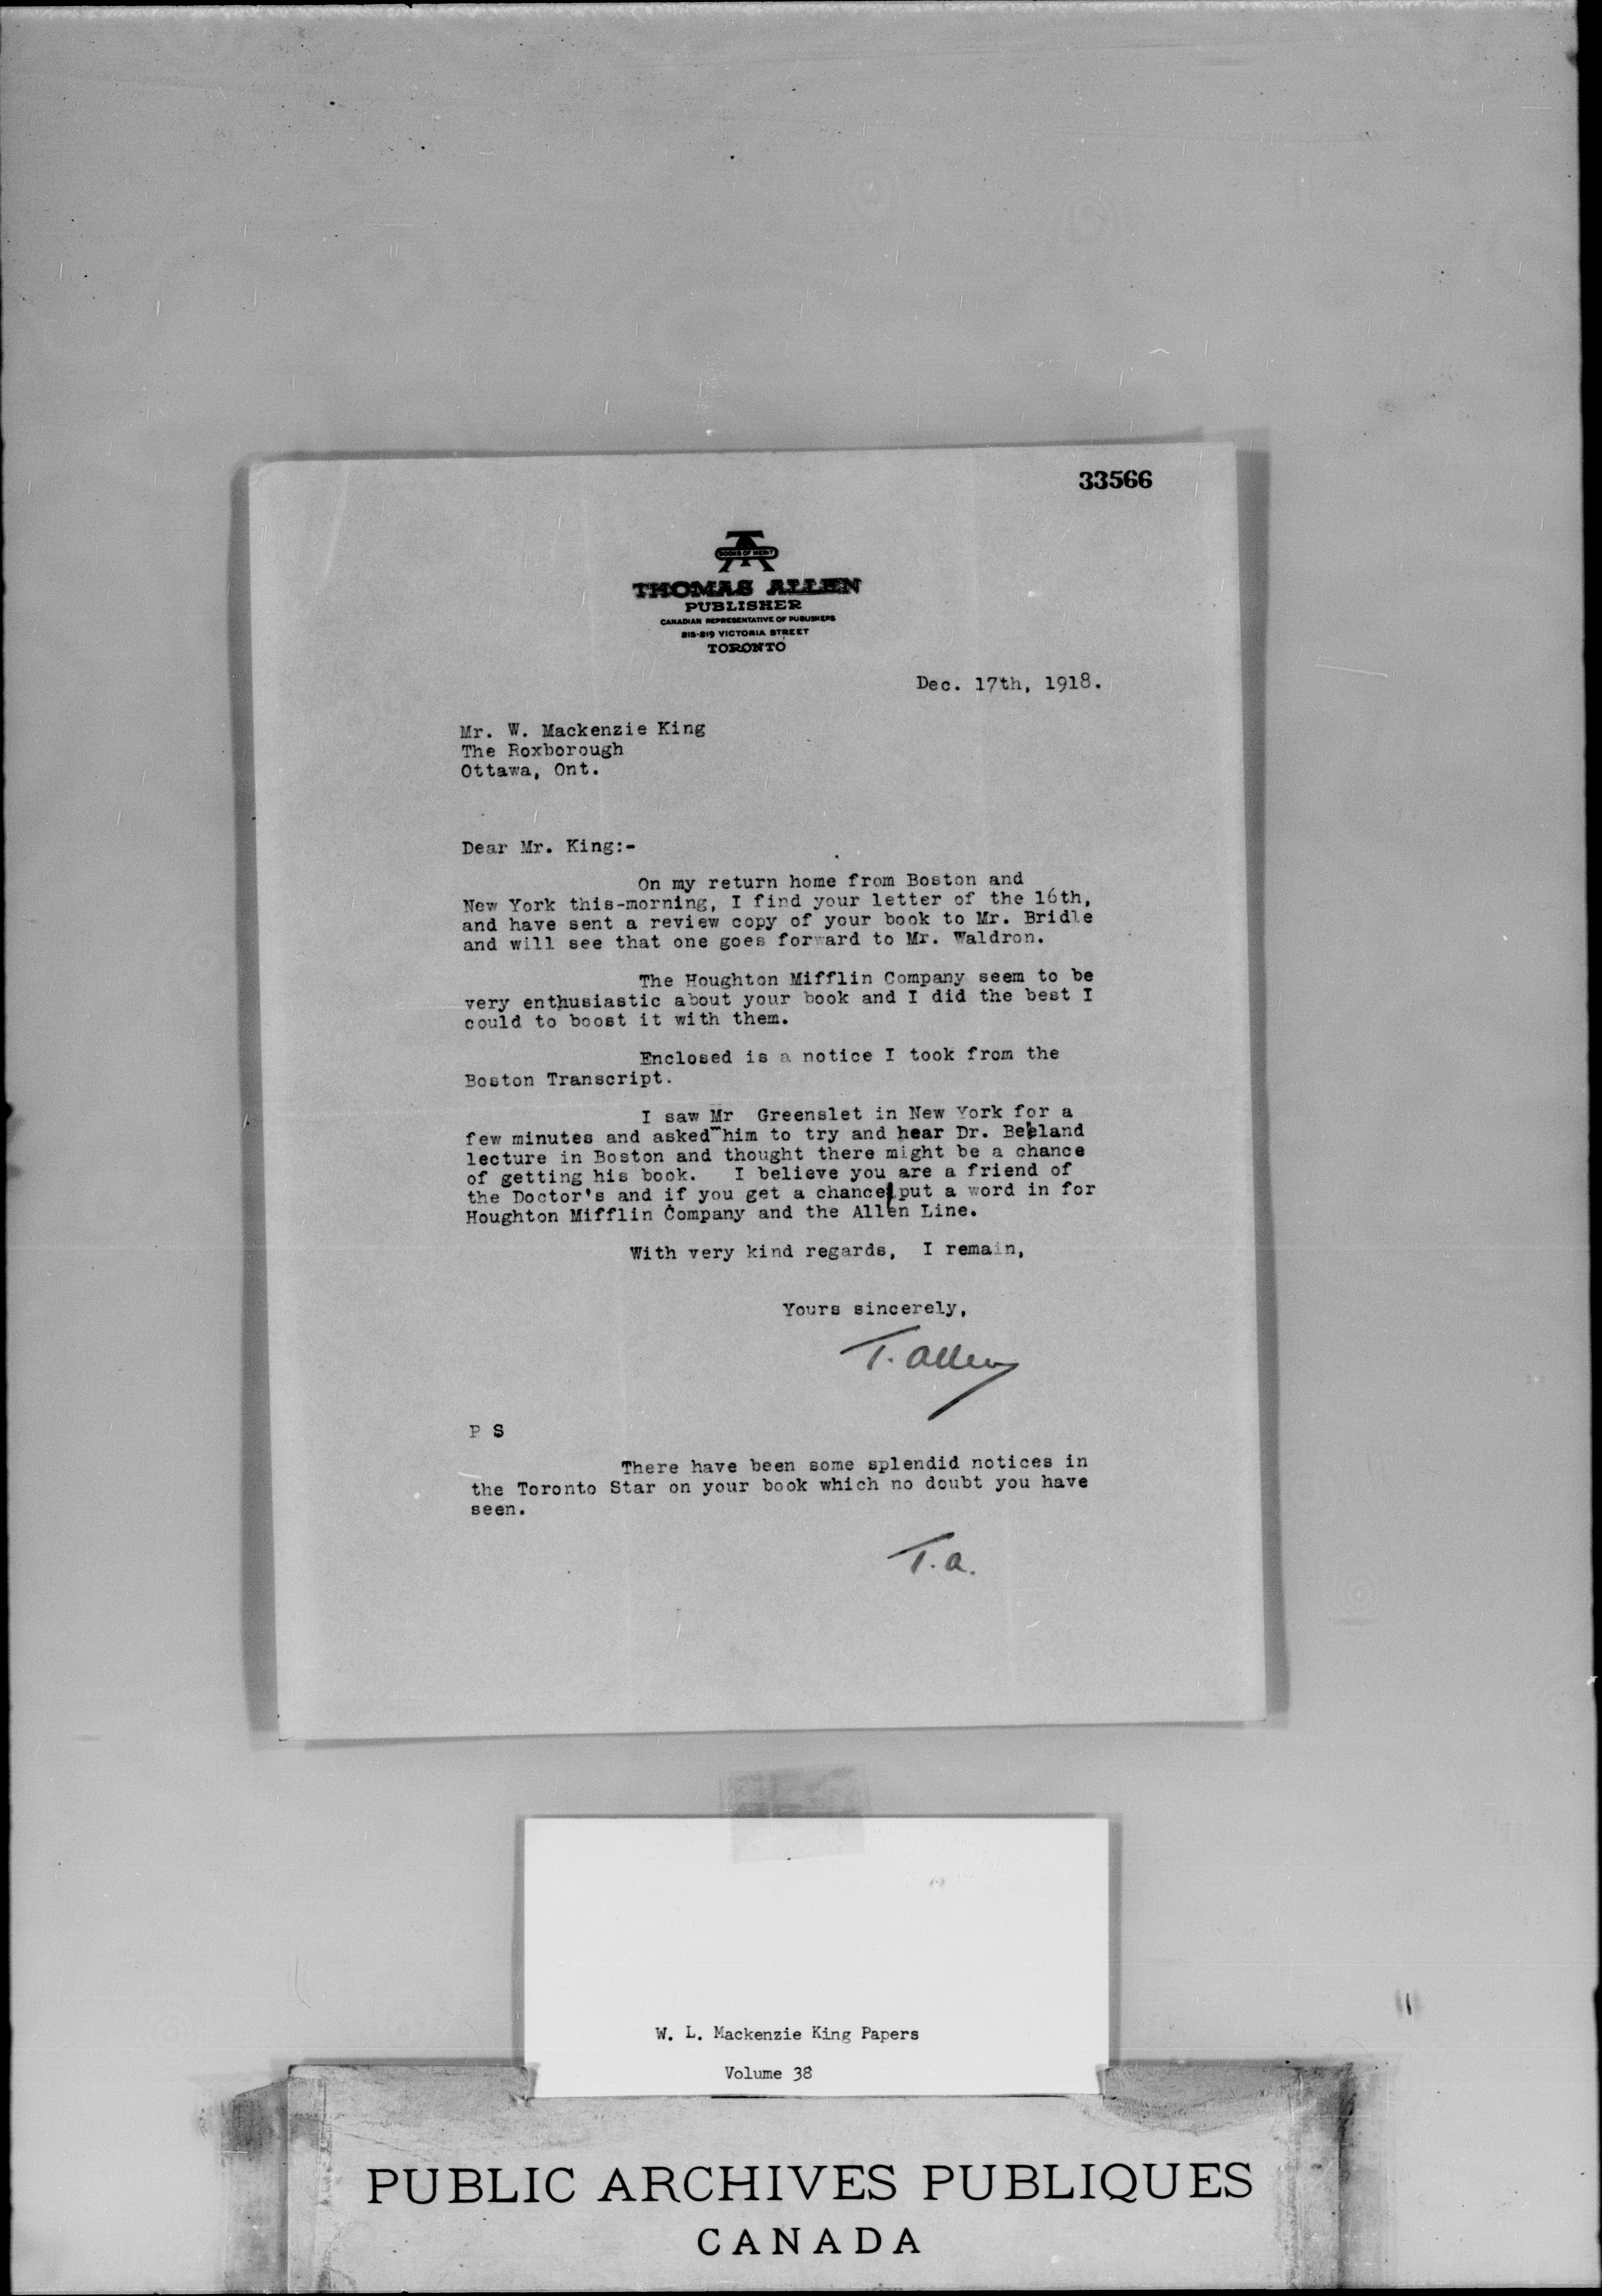 33566
TA
BOOKS OF MERIT
THOMAS ALLEN
PUBLISHER
CANADIAN REPRESENTATIVE OF PUBLISHERS
215-219 VICTORIA STREET
TORONTO
Dec. 17th, 1918.
Mr. W. Mackenzie King
The Roxborough
Ottawa, Ont.
Dear Mr. King:-
On my return home from Boston and
New York this-morning, I find your letter of the 16th,
and have sent a review copy of your book to Mr. Bridle
and will see that one goes forward to Mr. Waldron.
The Houghton Mifflin Company seem to be
very enthusiastic about your book and I did the best I
could to boost it with them.
Enclosed is a notice I took from the
Boston Transcript.
I saw Mr Greenslet in New York for a
few minutes and asked him to try and hear Dr.
lecture in Boston and thought there might be a chance
of getting his book. I believe you are a friend of
the Doctor's and if you get a chance put a word in for
Houghton Mifflin Company and the Allen Line.
With very kind regards, I remain,
Yours sincerely,
T. Allen
P S
There have been some splendid notices in
the Toronto Star on your book which no doubt you have
seen.
T.a.
W. L. Mackenzie King Papers
Volume 38
PUBLIC ARCHIVES PUBLIQUES
CANADA